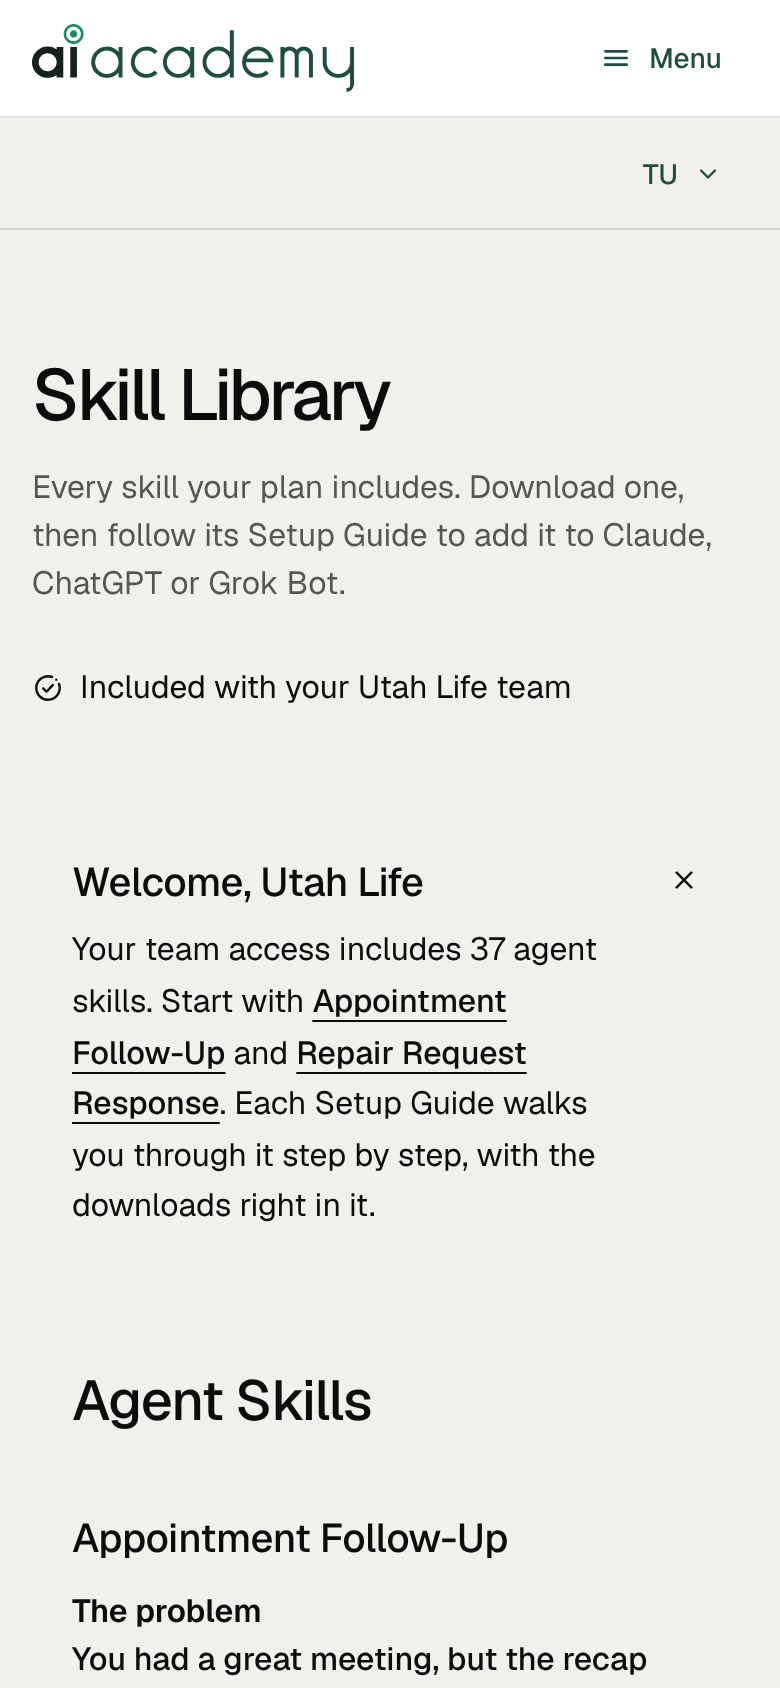 ai academy
Menu
TU
Skill Library
Every skill your plan includes. Download one,
then follow its Setup Guide to add it to Claude,
ChatGPT or Grok Bot.
Included with your Utah Life team
Welcome, Utah Life
Your team access includes 37 agent
skills. Start with Appointment
Follow-Up and Repair Request
Response. Each Setup Guide walks
you through it step by step, with the
downloads right in it.
Agent Skills
Appointment Follow-Up
The problem
You had a great meeting, but the recap